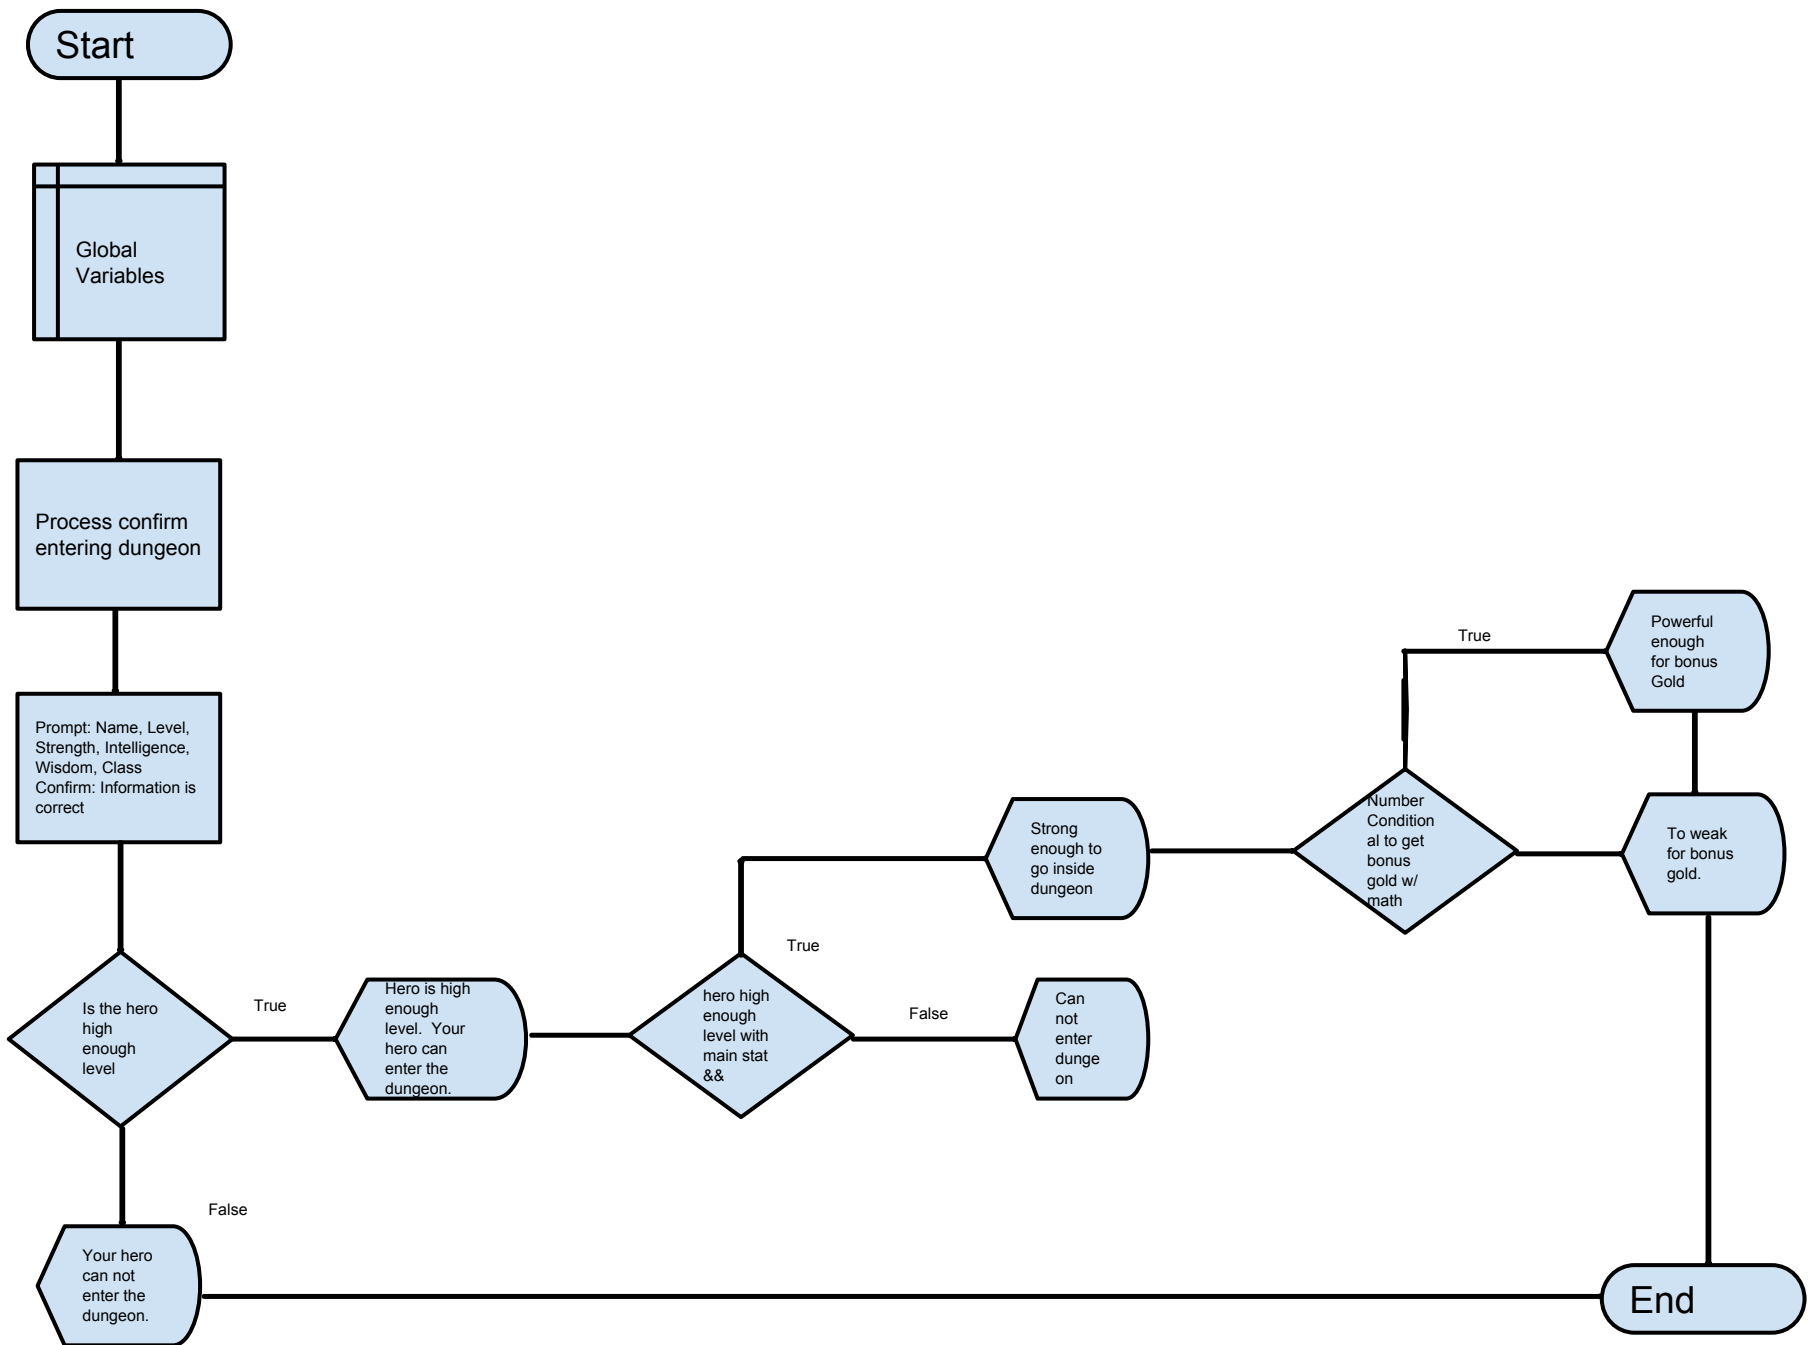 Start
Global
Variables
Process confirm
entering dungeon
Prompt: Name, Level,
Strength, Intelligence,
Wisdom, Class
Confirm: Information is
correct
Is the hero
high
enough
level
True
False
Your hero
can not
enter the
dungeon.
Hero is high
enough
level.  Your
hero can
enter the
dungeon.
hero high
enough
level with
main stat
&&
True
False
Can
not
enter
dunge
on
Strong
enough to
go inside
dungeon
Number
Condition
al to get
bonus
gold w/
math
True
Powerful
enough
for bonus
Gold
To weak
for bonus
gold.
End